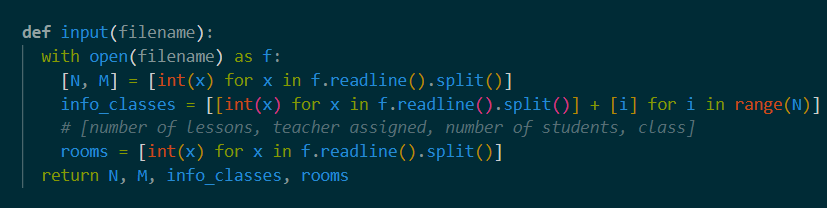 def input(filename):
  with open(filename) as f:
    [N, M] = [int(x) for x in f.readline().split()]
    info_classes = [[int(x) for x in f.readline().split()] + [i] for i in range(N)]
    # [number of lessons, teacher assigned, number of students, class]
    rooms = [int(x) for x in f.readline().split()]
  return N, M, info_classes, rooms